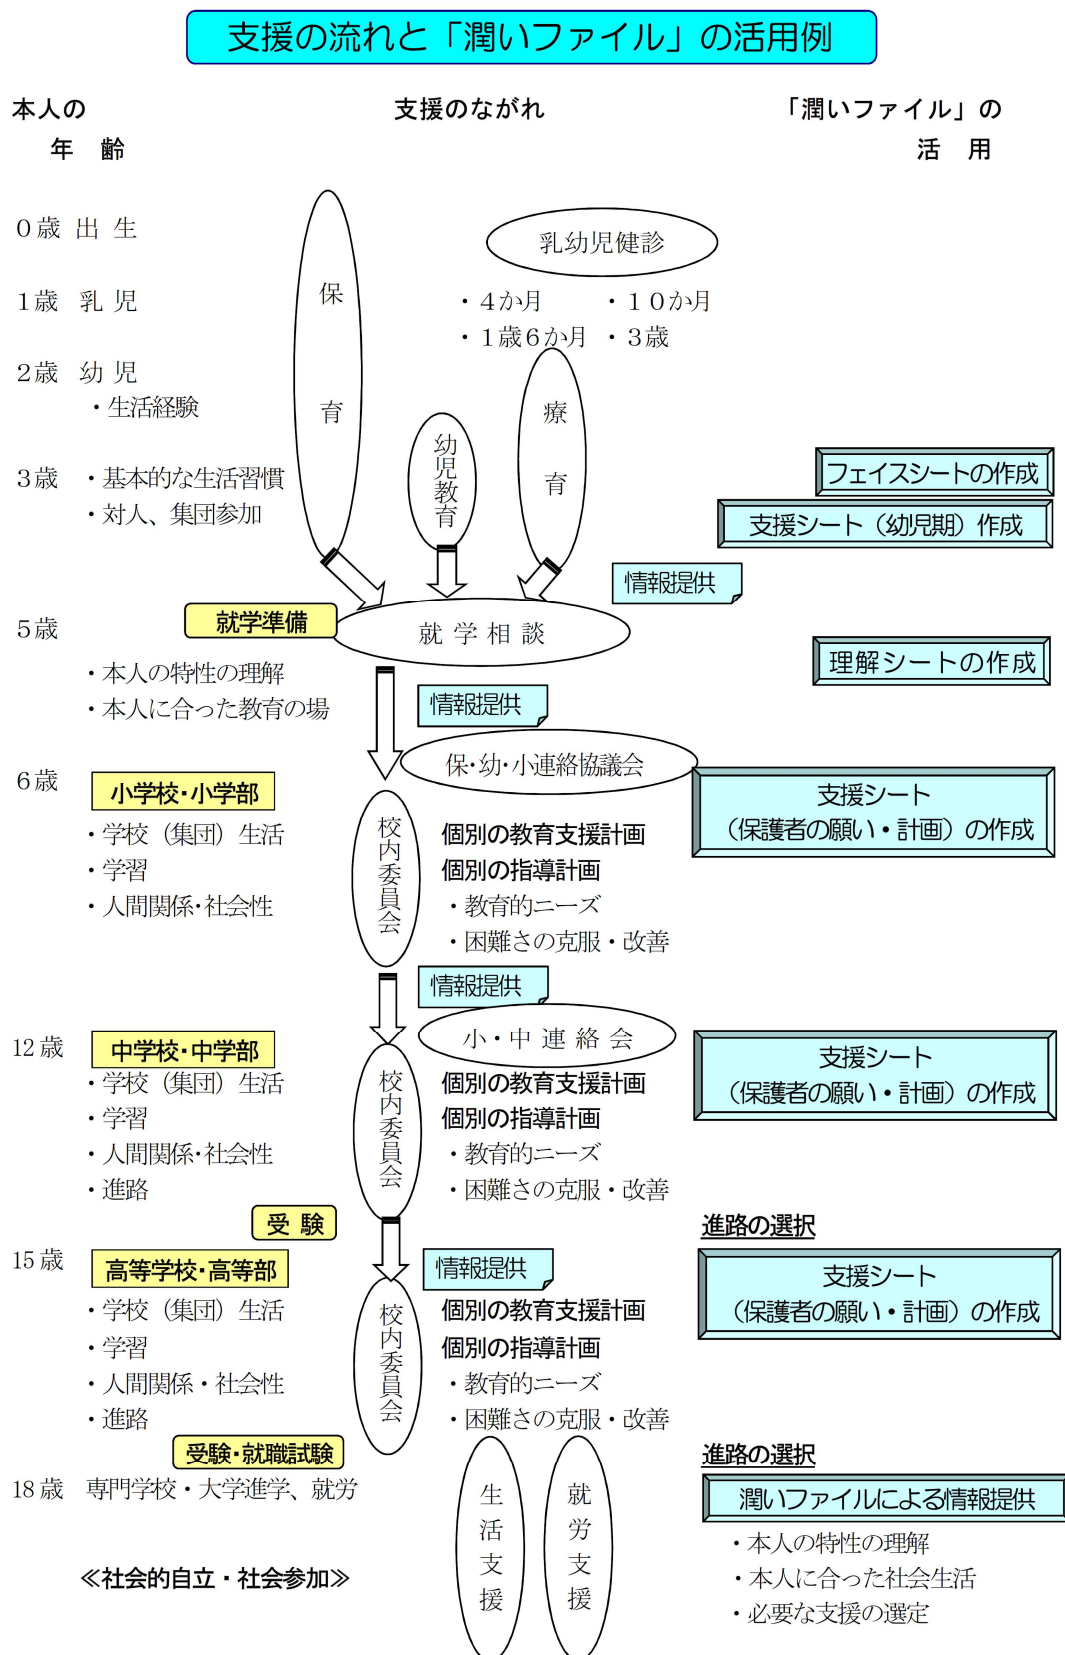 支援の流れと「潤いファイル」の活用例
本人の
年　齢
支援のながれ
「潤いファイル」の
活　用
０歳 出 生
乳幼児健診
保育
１歳 乳 児
・４か月 ・１０か月
・１歳６か月 ・３歳
２歳 幼 児
・生活経験
療育
幼児教育
３歳 ・基本的な生活習慣
・対人、集団参加
フェイスシートの作成
支援シート（幼児期）作成
情報提供
５歳
就学準備
就 学 相 談
理解シートの作成
・本人の特性の理解
・本人に合った教育の場
情報提供
保・幼・小連絡協議会
６歳
小学校・小学部
支援シート
（保護者の願い・計画）の作成
・学校（集団）生活
・学習
・人間関係・社会性
校内委員会
個別の教育支援計画
個別の指導計画
・教育的ニーズ
・困難さの克服・改善
情報提供
小・中 連 絡 会
12 歳
中学校・中学部
支援シート
（保護者の願い・計画）の作成
・学校（集団）生活
・学習
・人間関係・社会性
・進路
校内委員会
個別の教育支援計画
個別の指導計画
・教育的ニーズ
・困難さの克服・改善
受 験
進路の選択
15 歳
高等学校・高等部
情報提供
支援シート
（保護者の願い・計画）の作成
・学校（集団）生活
・学習
・人間関係・社会性
・進路
校内委員会
個別の教育支援計画
個別の指導計画
・教育的ニーズ
・困難さの克服・改善
受験・就職試験
進路の選択
18 歳 専門学校・大学進学、就労
生活支援
就労支援
潤いファイルによる情報提供
・本人の特性の理解
・本人に合った社会生活
・必要な支援の選定
≪社会的自立・社会参加≫